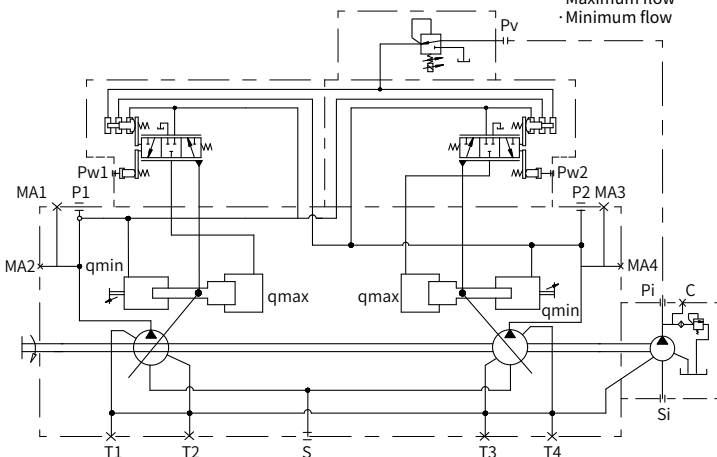 Maximum flow
·Minimum flow
Pv
Pw1
Pw2
MA1
P1
P2
MA3
MA2
qmin
qmax
qmax
qmin
MA4
Pi
C
Si
T1
T2
S
T3
T4